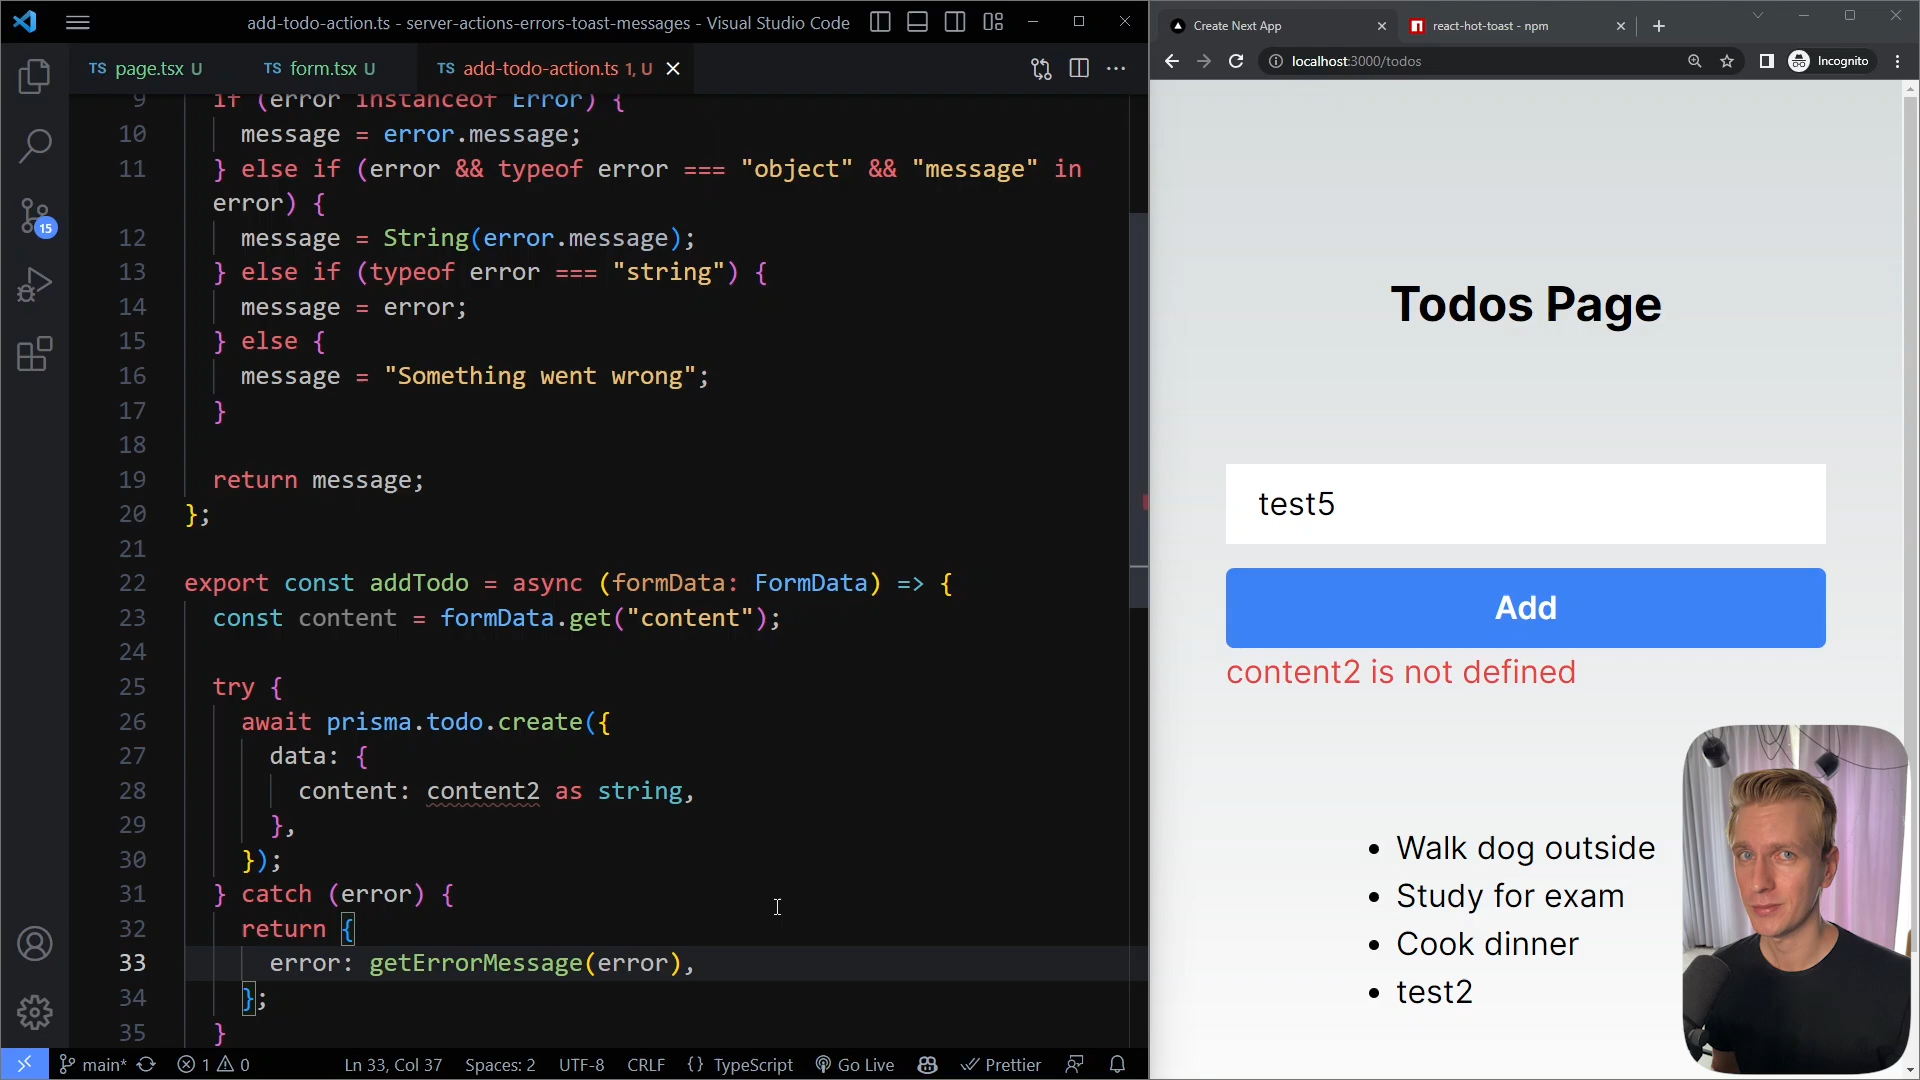 add-todo-action.ts - server-actions-errors-toast-messages - Visual Studio Code
TS page.tsx U
TS form.tsx U
TS add-todo-action.ts 1, U
9 if (error instanceof Error) {
10 message = error.message;
11 } else if (error && typeof error === "object" && "message" in
error) {
12 message = String(error.message);
13 } else if (typeof error === "string") {
14 message = error;
15 } else {
16 message = "Something went wrong";
17 }
18
19 return message;
20 };
21
22 export const addTodo = async (formData: FormData) => {
23 const content = formData.get("content");
24
25 try {
26 await prisma.todo.create({
27 data: {
28 content: content2 as string,
29 },
30 });
31 } catch (error) {
32 return {
33 error: getErrorMessage(error),
34 };
35 }
15
main* 1 0 Ln 33, Col 37 Spaces: 2 UTF-8 CRLF {} TypeScript Go Live Prettier
Create Next App
react-hot-toast - npm
localhost:3000/todos
Incognito
Todos Page
test5
Add
content2 is not defined
• Walk dog outside
• Study for exam
• Cook dinner
• test2